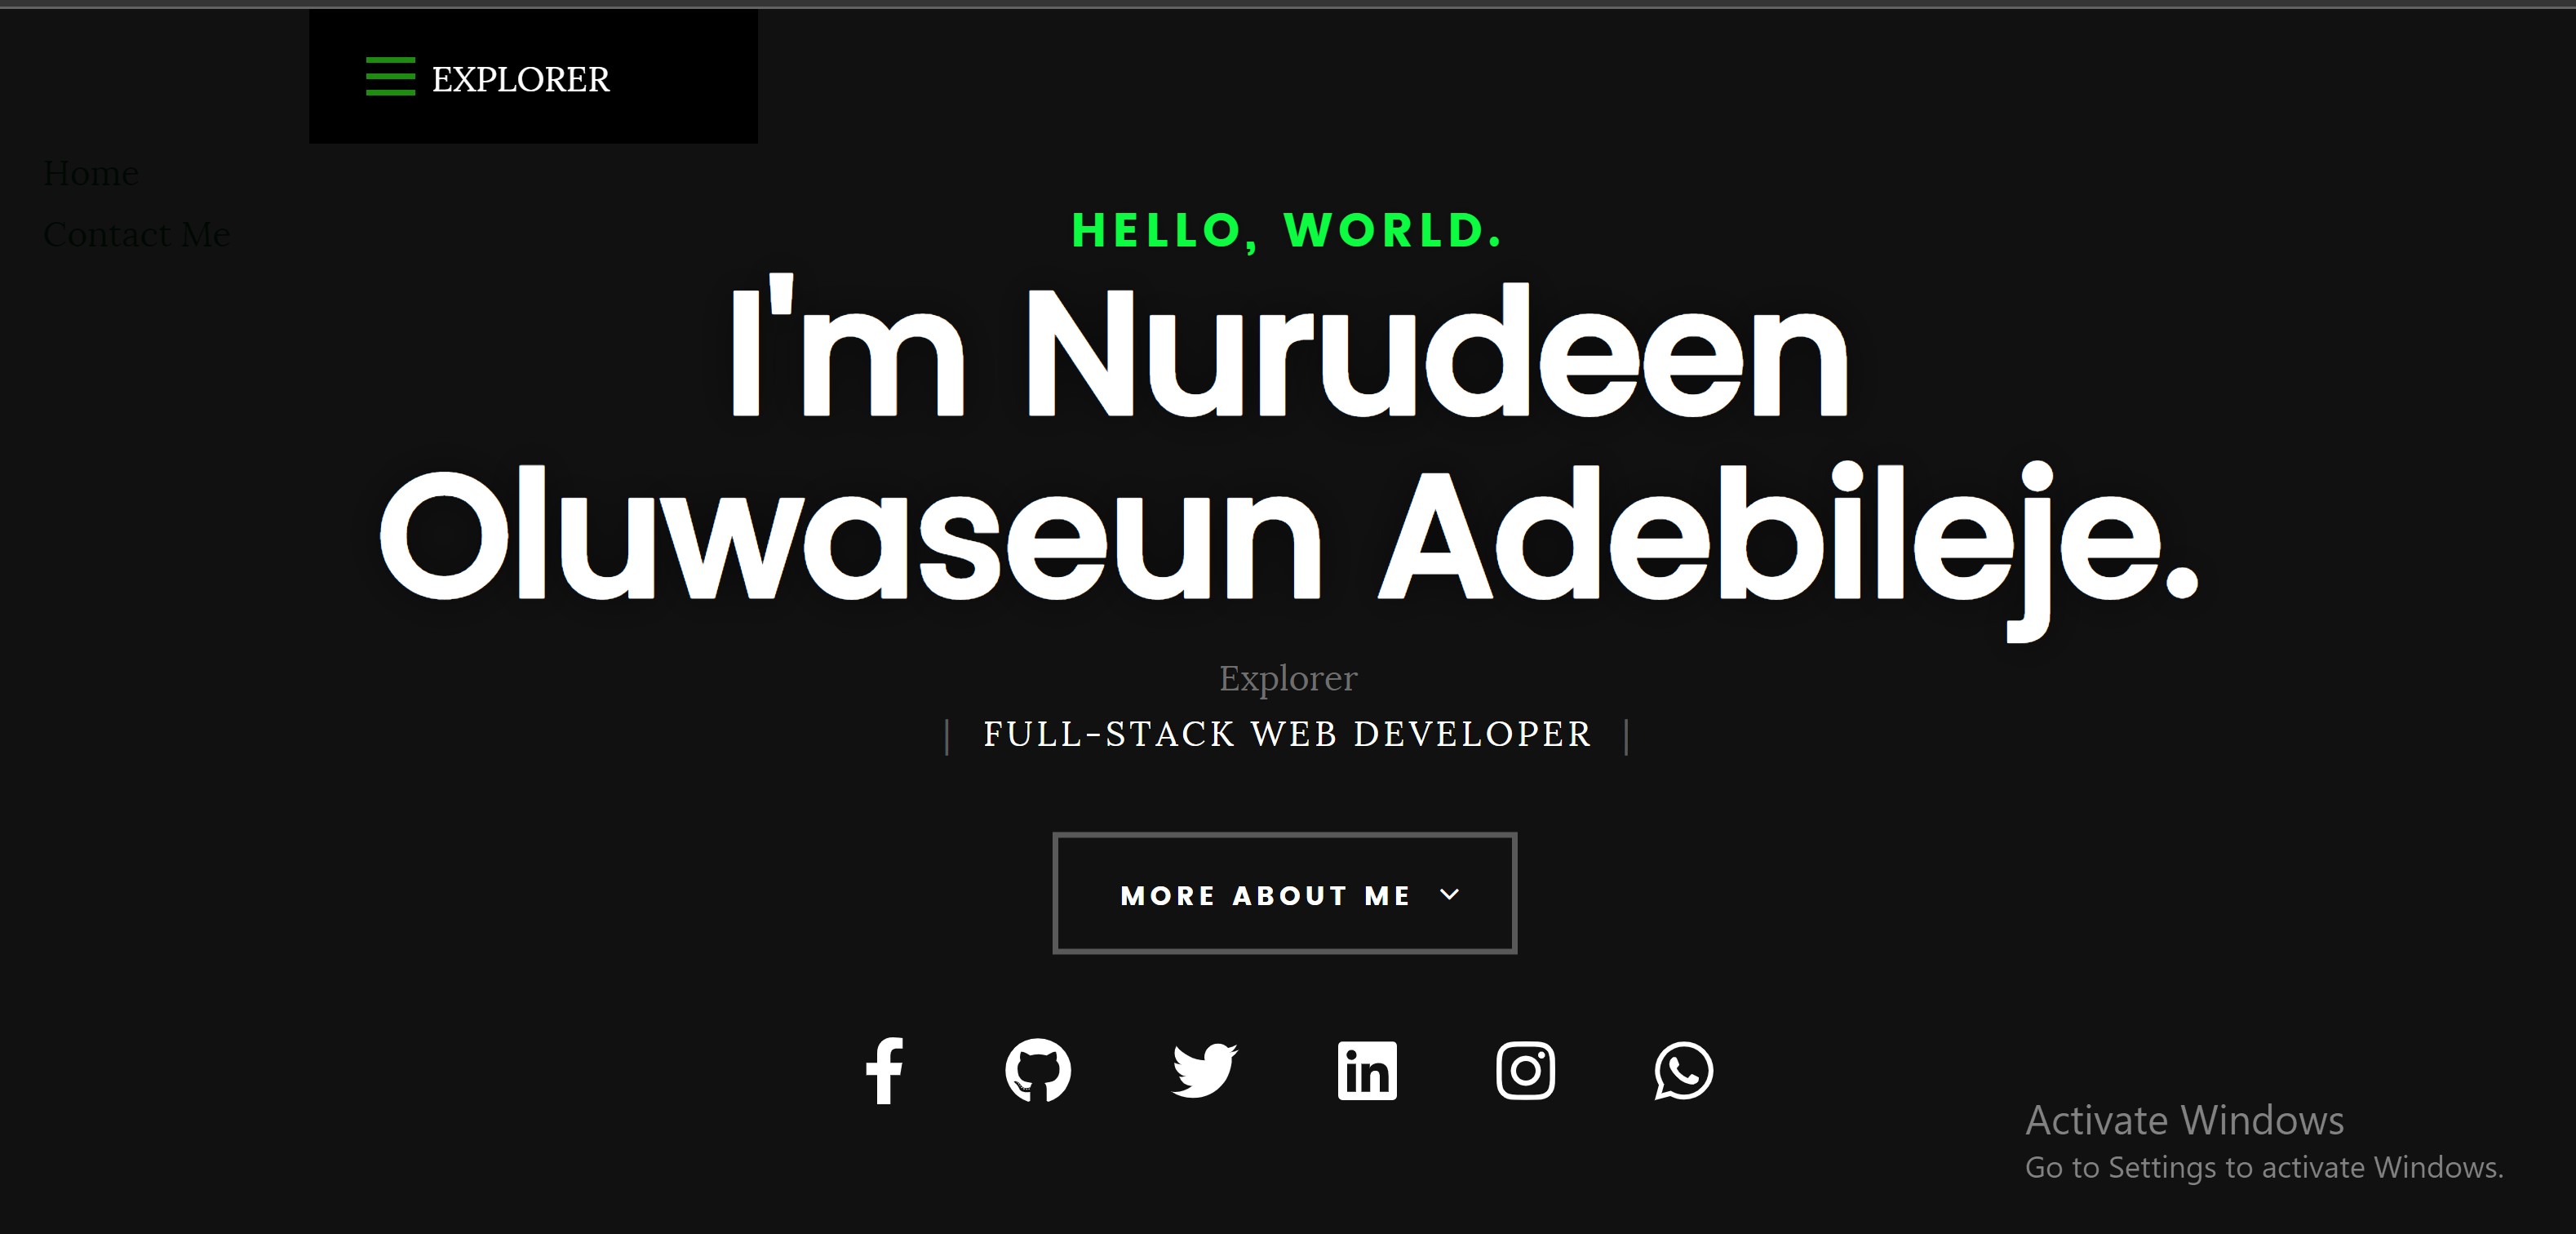 EXPLORER
Home
Contact Me
HELLO, WORLD.
I'm Nurudeen
Oluwaseun Adebileje.
Explorer
| FULL-STACK WEB DEVELOPER |
MORE ABOUT ME
Activate Windows
Go to Settings to activate Windows.